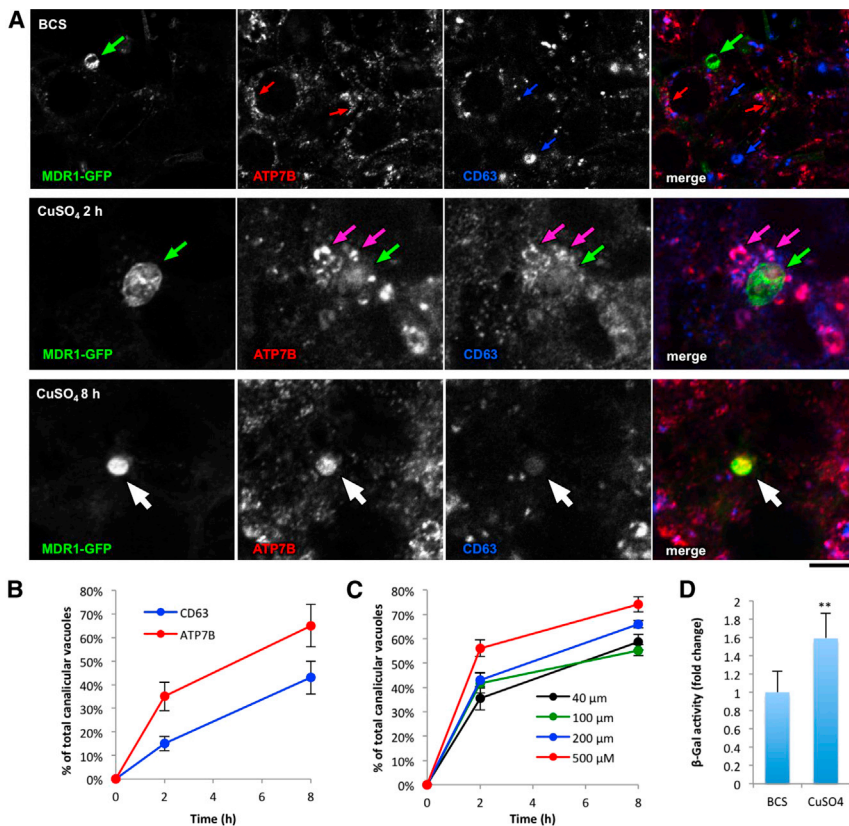 A
BCS
MDR1-GFP
ATP7B
CD63
merge
CuSO4 2 h
MDR1-GFP
ATP7B
CD63
merge
CuSO4 8 h
MDR1-GFP
ATP7B
CD63
merge
B
% of total canalicular vacuoles
80%
70%
60%
50%
40%
30%
20%
10%
0%
CD63
ATP7B
0 2 4 6 8
Time (h)
C
% of total canalicular vacuoles
80%
70%
60%
50%
40%
30%
20%
10%
0%
40 μm
100 μm
200 μm
500 μM
0 2 4 6 8
Time (h)
D
β-Gal activity (fold change)
2
1.8
1.6
1.4
1.2
1
0.8
0.6
0.4
0.2
0
**
BCS CuSO4